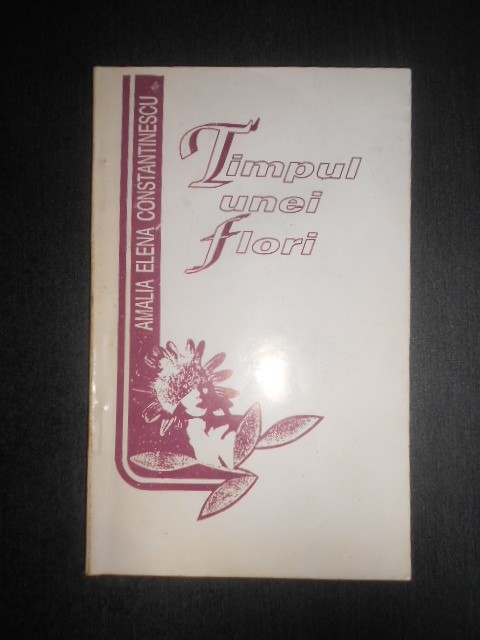 AMALIA ELENA CONSTANTINESCU
Timpul
unei
flori